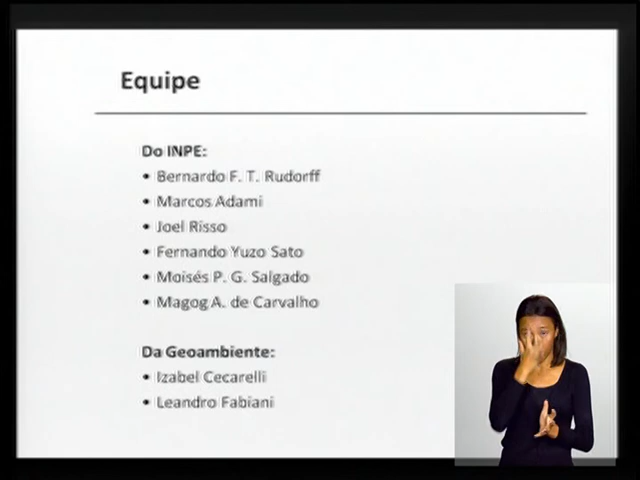 Equipe
Do INPE:
• Bernardo F. T. Rudorff
• Marcos Adami
• Joel Risso
• Fernando Yuzo Sato
• Moisés P. G. Salgado
• Magog A. de Carvalho
Da Geoambiente:
• Izabel Cecarelli
• Leandro Fabiani